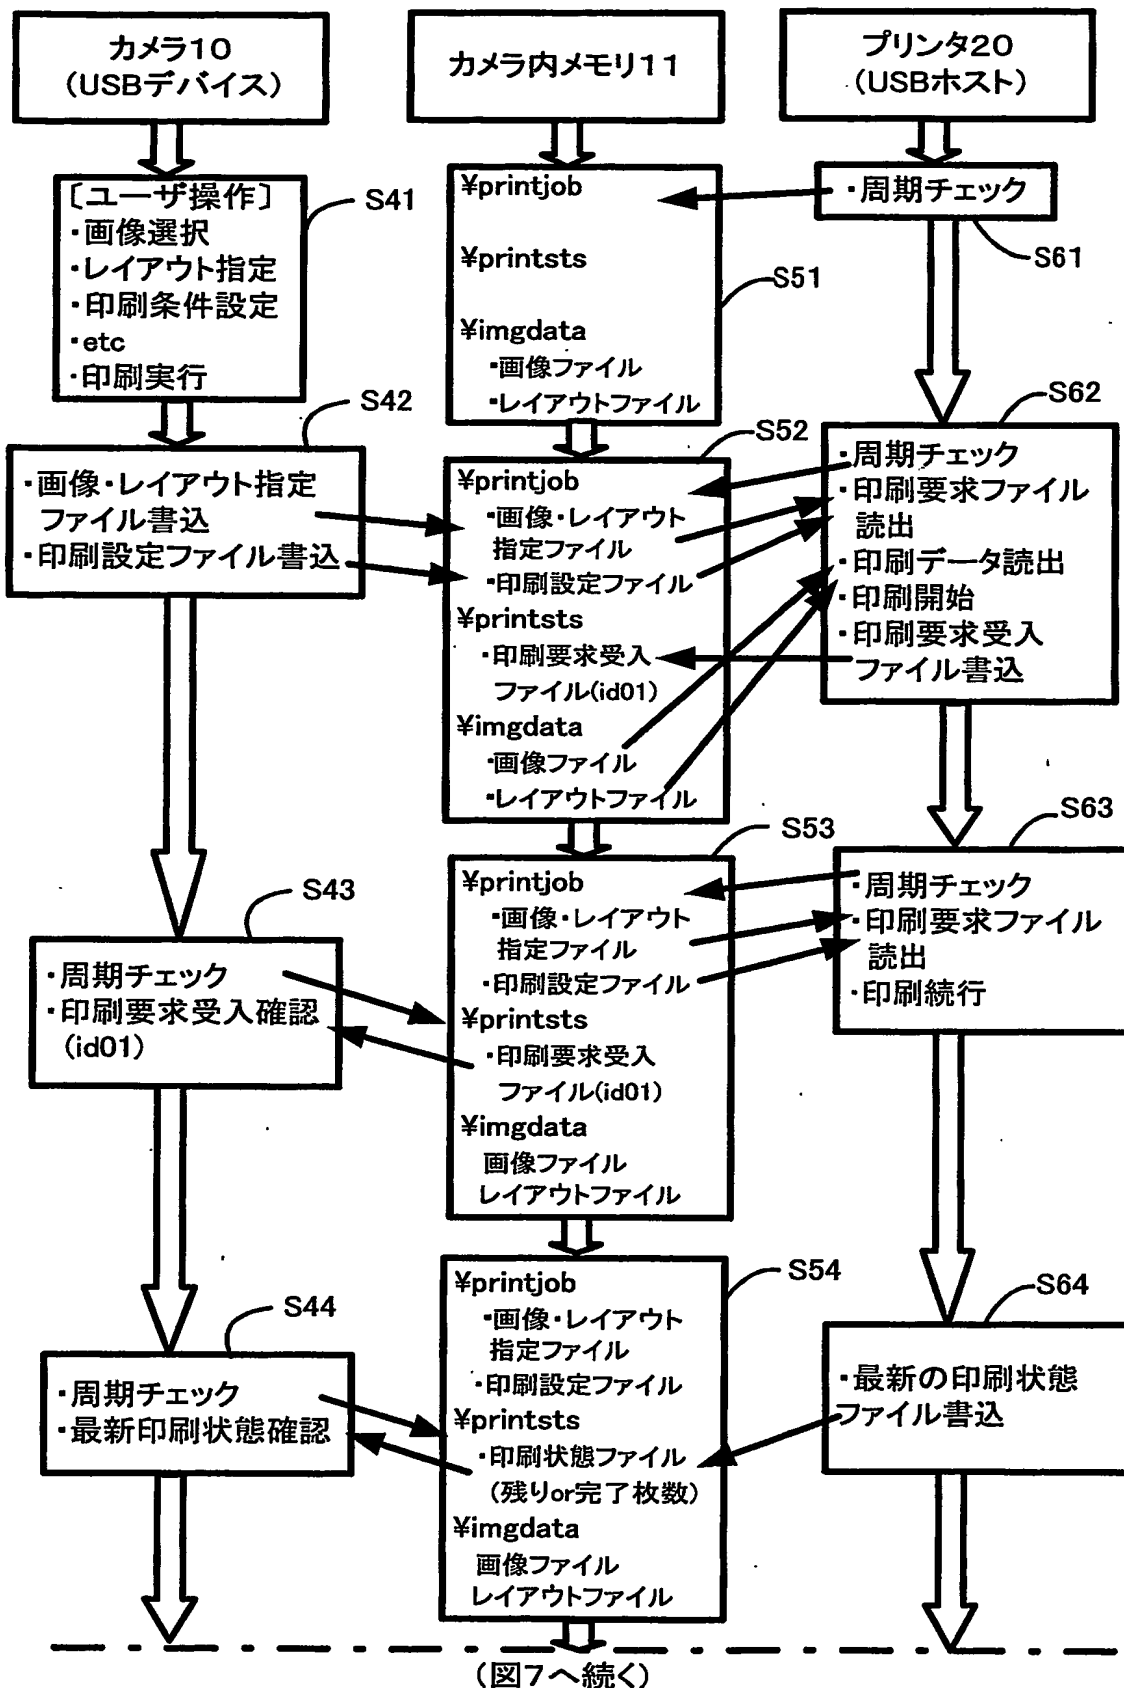 カメラ10
(USBデバイス)
カメラ内メモリ11
プリンタ20
(USBホスト)
〔ユーザ操作〕
・画像選択
・レイアウト指定
・印刷条件設定
・etc
・印刷実行
S41
¥printjob
¥printsts
¥imgdata
・画像ファイル
・レイアウトファイル
S51
・周期チェック
S61
S42
・画像・レイアウト指定
ファイル書込
・印刷設定ファイル書込
S52
¥printjob
・画像・レイアウト
指定ファイル
・印刷設定ファイル
¥printsts
・印刷要求受入
ファイル(id01)
¥imgdata
・画像ファイル
・レイアウトファイル
S62
・周期チェック
・印刷要求ファイル
読出
・印刷データ読出
・印刷開始
・印刷要求受入
ファイル書込
S43
・周期チェック
・印刷要求受入確認
(id01)
S53
¥printjob
・画像・レイアウト
指定ファイル
・印刷設定ファイル
¥printsts
・印刷要求受入
ファイル(id01)
¥imgdata
画像ファイル
レイアウトファイル
S63
・周期チェック
・印刷要求ファイル
読出
・印刷続行
S44
・周期チェック
・最新印刷状態確認
S54
¥printjob
・画像・レイアウト
指定ファイル
・印刷設定ファイル
¥printsts
・印刷状態ファイル
(残りor完了枚数)
¥imgdata
画像ファイル
レイアウトファイル
S64
・最新の印刷状態
ファイル書込
(図7へ続く)